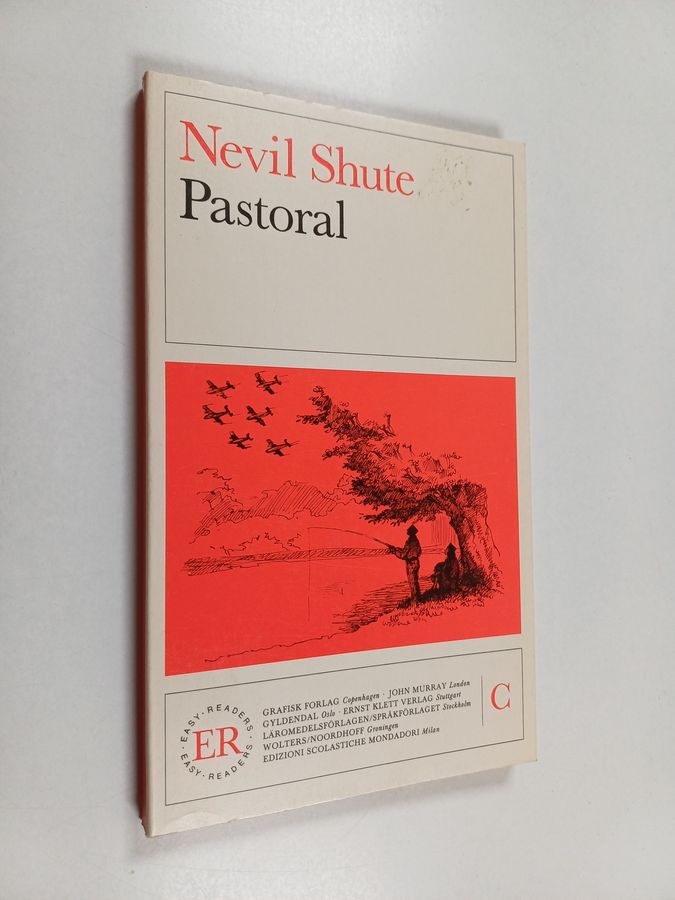 Nevil Shute
Pastoral
· EASY · READERS · EASY · READERS
ER
GRAFISK FORLAG Copenhagen · JOHN MURRAY London
GYLDENDAL Oslo · ERNST KLETT VERLAG Stuttgart
LÄROMEDELSFÖRLAGEN/SPRÅKFÖRLAGET Stockholm
WOLTERS/NOORDHOFF Groningen
EDIZIONI SCOLASTICHE MONDADORI Milan
C